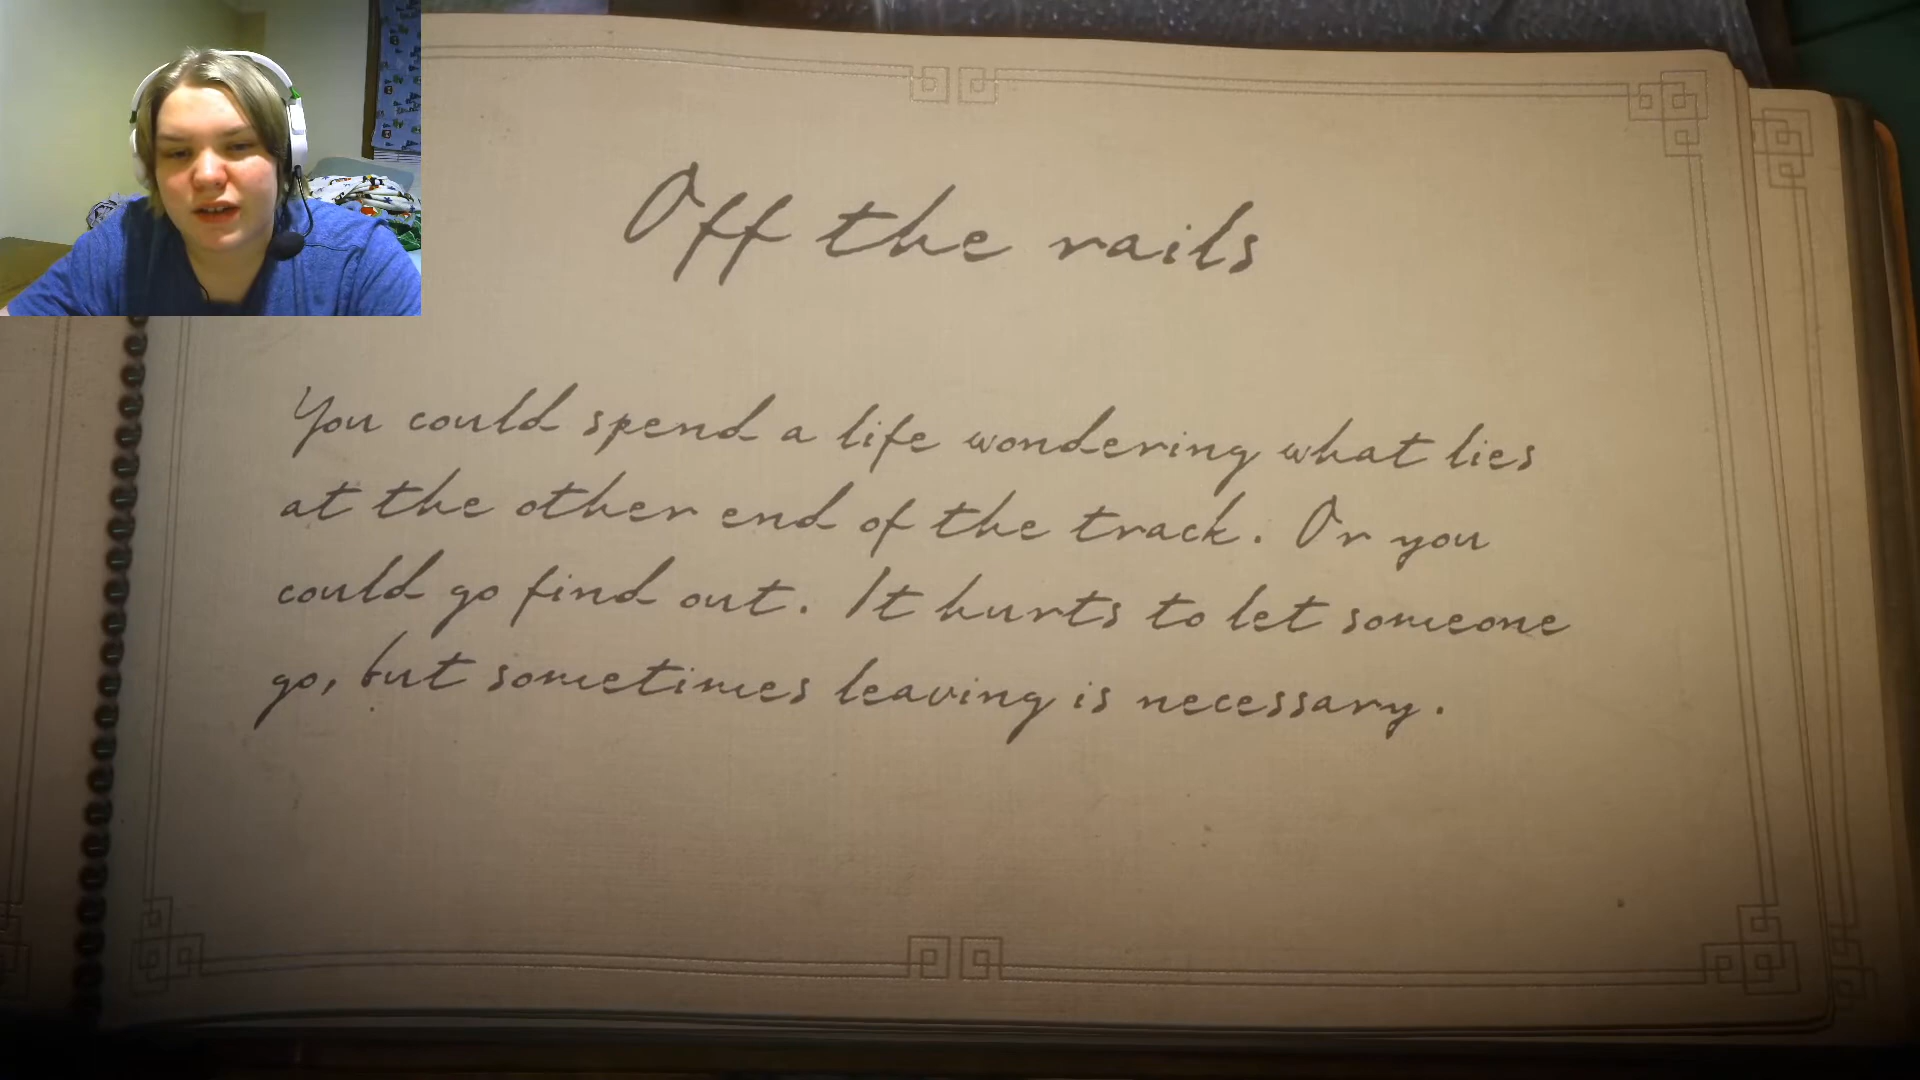 Off the rails
You could spend a life wondering what lies
at the other end of the track. Or you
could go find out. It hurts to let someone
go, but sometimes leaving is necessary.